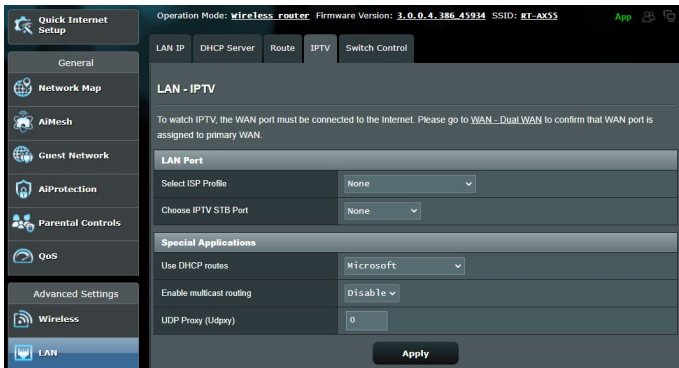 Quick Internet
Setup
Operation Mode: Wireless router Firmware Version: 3.0.0.4.386_45934 SSID: RT-AX55
App
General
Network Map
AiMesh
Guest Network
AiProtection
Parental Controls
QoS
Advanced Settings
Wireless
LAN
LAN IP DHCP Server Route IPTV Switch Control
LAN - IPTV
To watch IPTV, the WAN port must be connected to the Internet. Please go to WAN - Dual WAN to confirm that WAN port is
assigned to primary WAN.
LAN Port
Select ISP Profile None
Choose IPTV STB Port None
Special Applications
Use DHCP routes Microsoft
Enable multicast routing Disable
UDP Proxy (Udpxy) 0
Apply